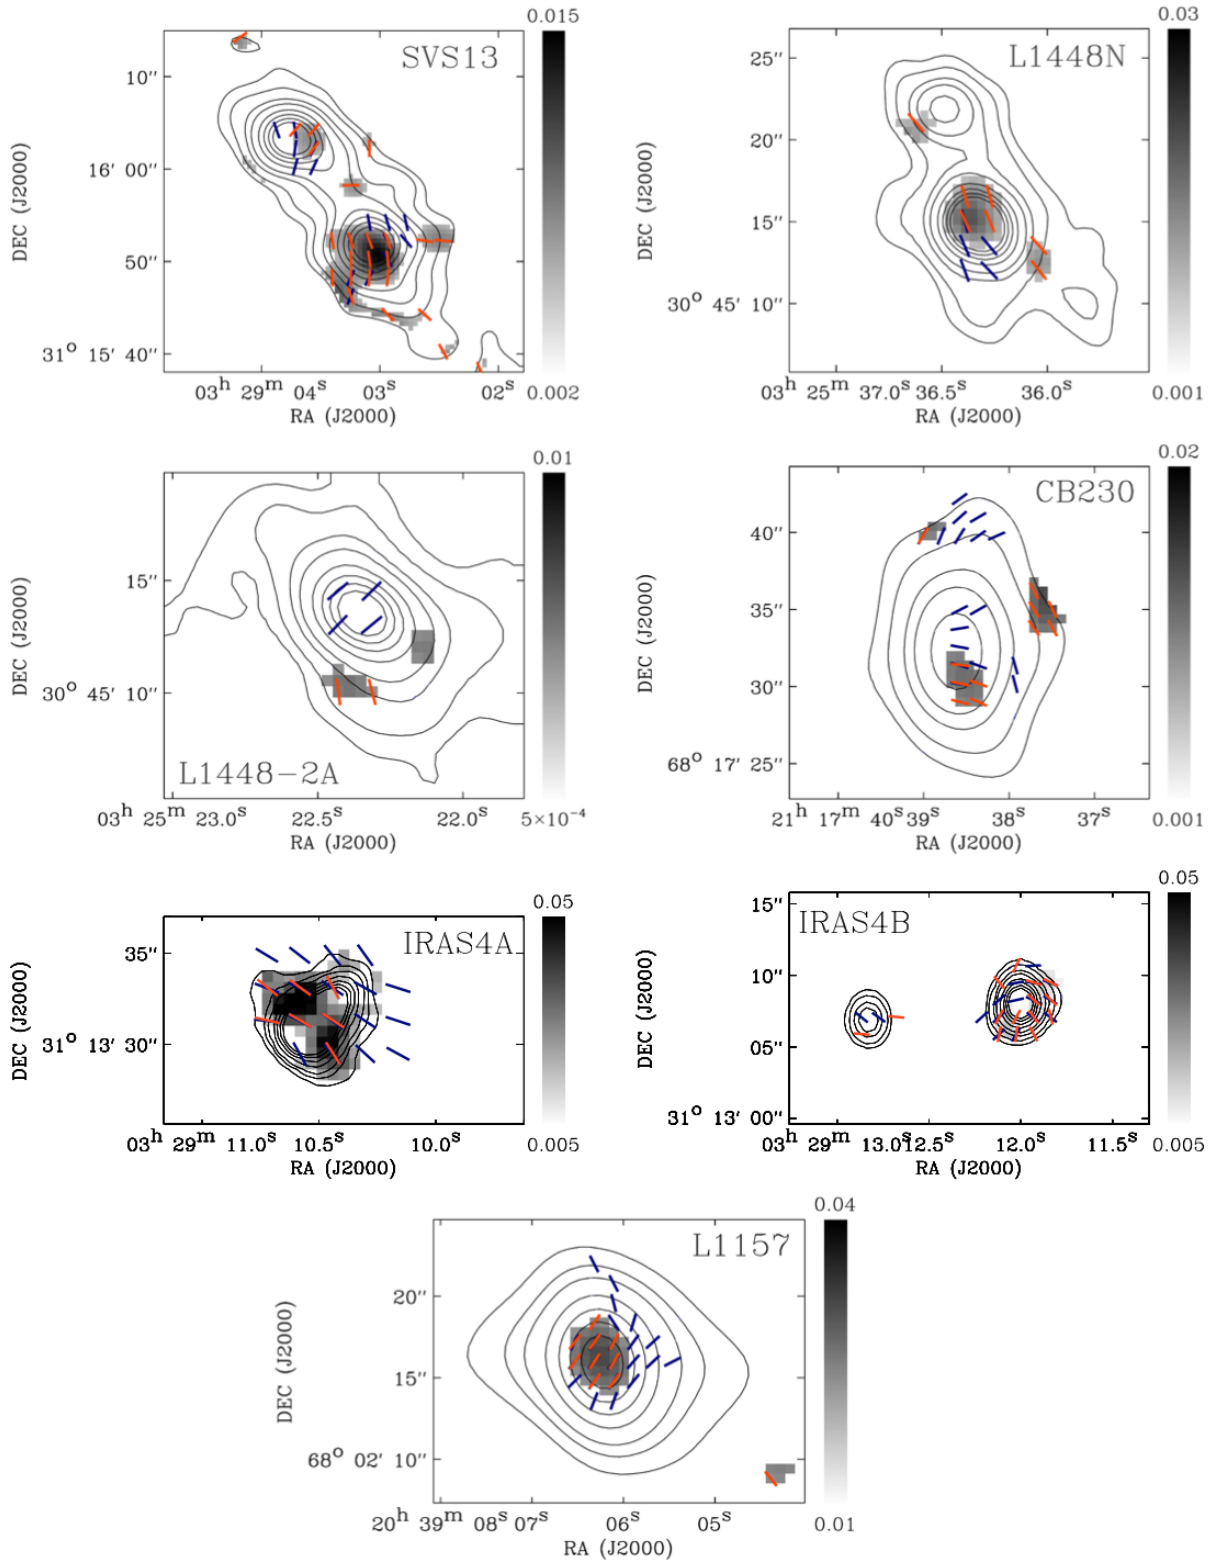 0.015
SVS13
10″
16′ 00″
50″
31° 15′ 40″
DEC (J2000)
03ʰ 29ᵐ 04ˢ 03ˢ 02ˢ
RA (J2000)
0.002
0.03
L1448N
25″
20″
15″
30° 45′ 10″
DEC (J2000)
03ʰ 25ᵐ 37.0ˢ 36.5ˢ 36.0ˢ
RA (J2000)
0.001
0.01
15″
30° 45′ 10″
DEC (J2000)
L1448-2A
03ʰ 25ᵐ 23.0ˢ 22.5ˢ 22.0ˢ
RA (J2000)
5×10⁻⁴
0.02
CB230
40″
35″
30″
68° 17′ 25″
DEC (J2000)
21ʰ 17ᵐ 40ˢ 39ˢ 38ˢ 37ˢ
RA (J2000)
0.001
0.05
IRAS4A
35″
31° 13′ 30″
DEC (J2000)
03ʰ 29ᵐ 11.0ˢ 10.5ˢ 10.0ˢ
RA (J2000)
0.005
0.05
IRAS4B
15″
10″
05″
31° 13′ 00″
DEC (J2000)
03ʰ 29ᵐ 13.0ˢ 12.5ˢ 12.0ˢ 11.5ˢ
RA (J2000)
0.005
0.04
L1157
20″
15″
68° 02′ 10″
DEC (J2000)
20ʰ 39ᵐ 08ˢ 07ˢ 06ˢ 05ˢ
RA (J2000)
0.01